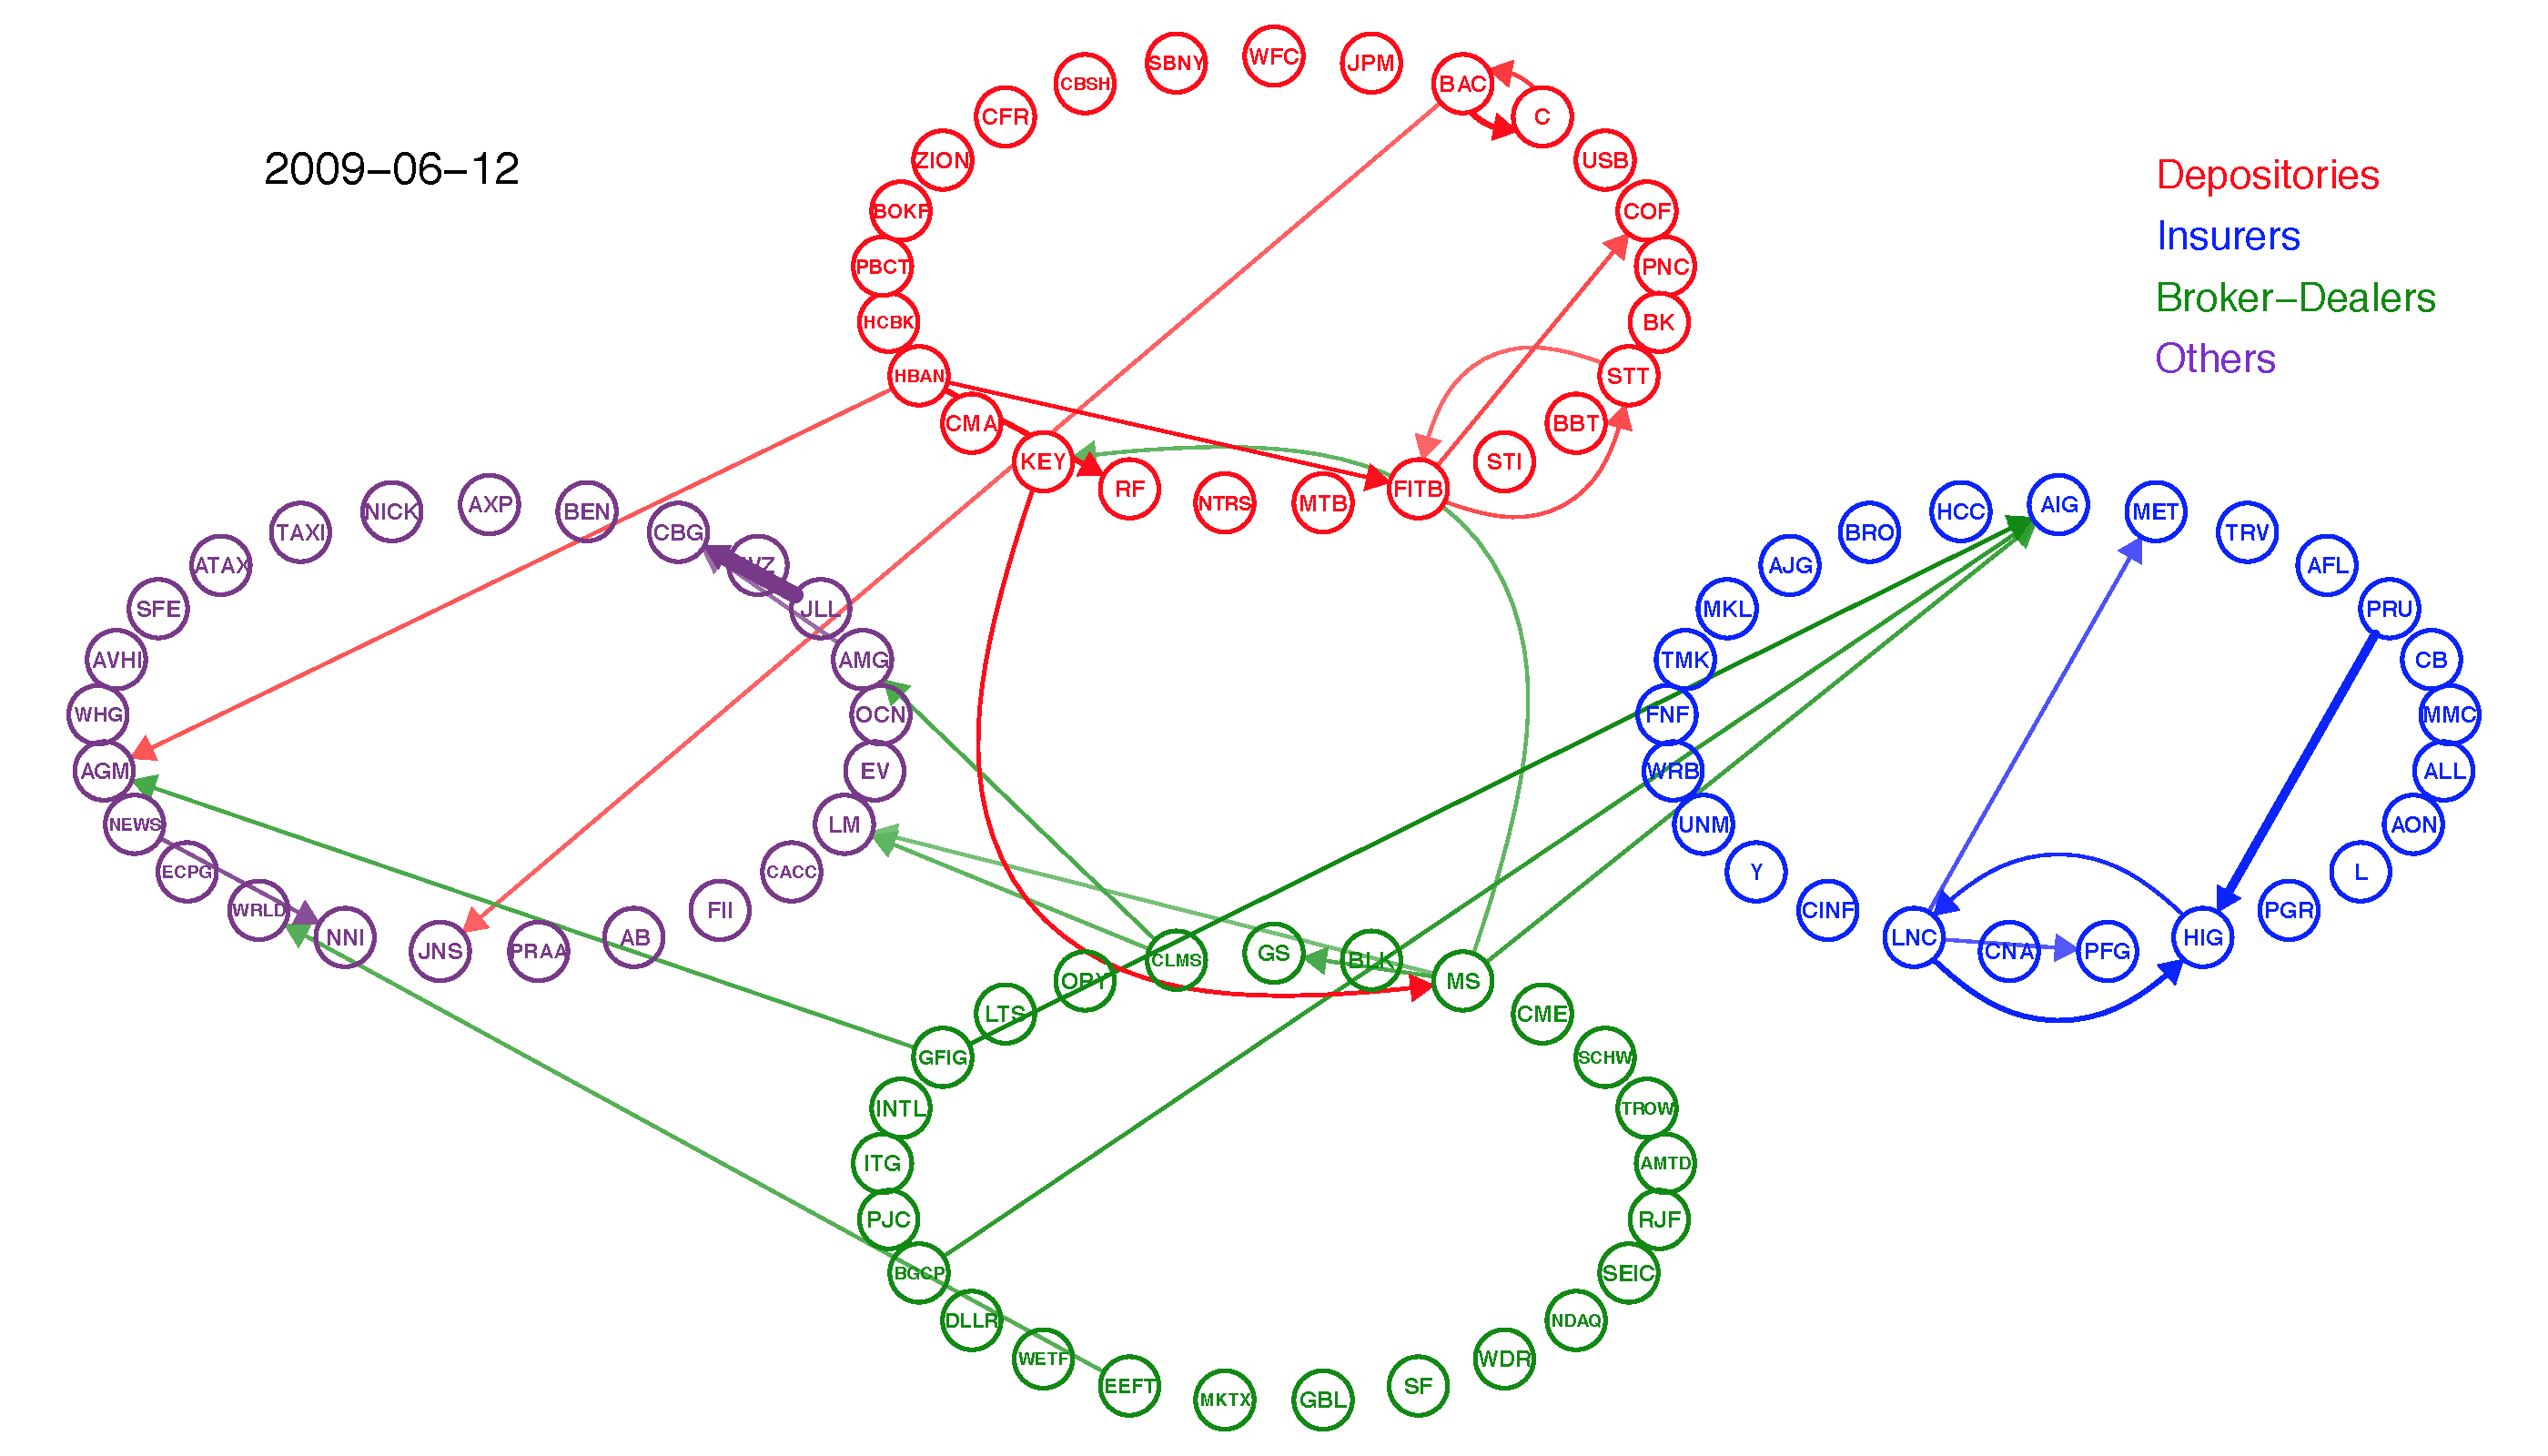 2009−06−12
Depositories
Insurers
Broker−Dealers
Others
WFC
JPM
BAC
C
USB
COF
PNC
BK
STT
BBT
STI
FITB
MTB
NTRS
RF
KEY
CMA
HBAN
HCBK
PBCT
BOKF
ZION
CFR
CBSH
SBNY
AXP
BEN
CBG
JLL
AMG
OCN
EV
LM
CACC
FII
AB
PRAA
JNS
NNI
WRLD
ECPG
NEWS
AGM
WHG
AVHI
SFE
ATAX
TAXI
NICK
AIG
MET
TRV
AFL
PRU
CB
MMC
ALL
AON
L
PGR
HIG
PFG
CNA
LNC
CINF
Y
UNM
WRB
FNF
TMK
MKL
AJG
BRO
HCC
GS
BLK
MS
CME
SCHW
TROW
AMTD
RJF
SEIC
NDAQ
WDR
SF
GBL
MKTX
EEFT
WETF
DLLR
BGCP
PJC
ITG
INTL
GFIG
LTS
OPY
CLMS